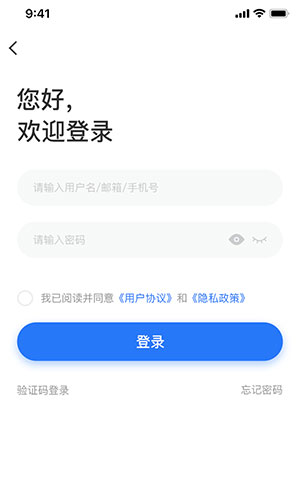 9:41
您好，
欢迎登录
请输入用户名/邮箱/手机号
请输入密码
我已阅读并同意《用户协议》和《隐私政策》
登录
验证码登录 忘记密码